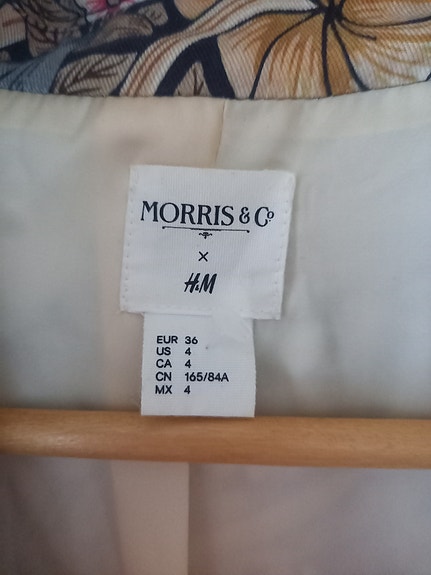 MORRIS & Cº
×
H&M
EUR 36
US 4
CA 4
CN 165/84A
MX 4